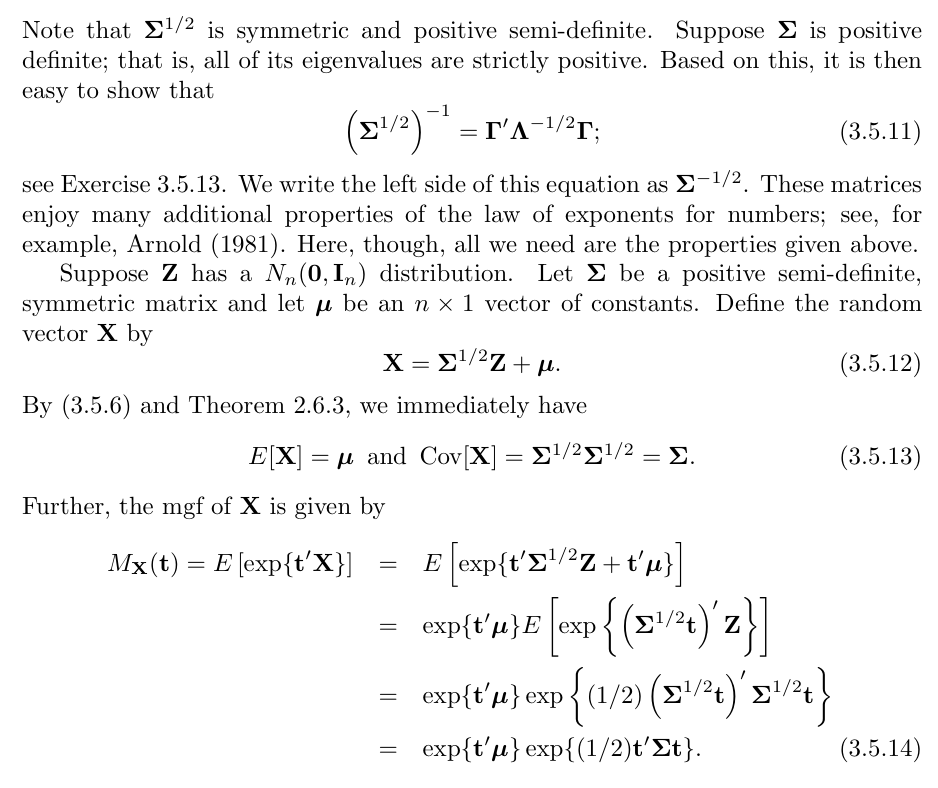 Note that 𝚺^{1/2} is symmetric and positive semi-definite. Suppose 𝚺 is positive
definite; that is, all of its eigenvalues are strictly positive. Based on this, it is then
easy to show that
(𝚺^{1/2})^{−1} = 𝚪′𝚲^{−1/2}𝚪; (3.5.11)
see Exercise 3.5.13. We write the left side of this equation as 𝚺^{−1/2}. These matrices
enjoy many additional properties of the law of exponents for numbers; see, for
example, Arnold (1981). Here, though, all we need are the properties given above.
Suppose 𝐙 has a N_n(𝟎, 𝐈_n) distribution. Let 𝚺 be a positive semi-definite,
symmetric matrix and let 𝛍 be an n × 1 vector of constants. Define the random
vector 𝐗 by
𝐗 = 𝚺^{1/2}𝐙 + 𝛍. (3.5.12)
By (3.5.6) and Theorem 2.6.3, we immediately have
E[𝐗] = 𝛍 and Cov[𝐗] = 𝚺^{1/2}𝚺^{1/2} = 𝚺. (3.5.13)
Further, the mgf of 𝐗 is given by
M_𝐗(𝐭) = E [exp{𝐭′𝐗}] = E [exp{𝐭′𝚺^{1/2}𝐙 + 𝐭′𝛍}]
= exp{𝐭′𝛍}E [exp {(𝚺^{1/2}𝐭)′ 𝐙}]
= exp{𝐭′𝛍} exp {(1/2) (𝚺^{1/2}𝐭)′ 𝚺^{1/2}𝐭}
= exp{𝐭′𝛍} exp{(1/2)𝐭′𝚺𝐭}. (3.5.14)